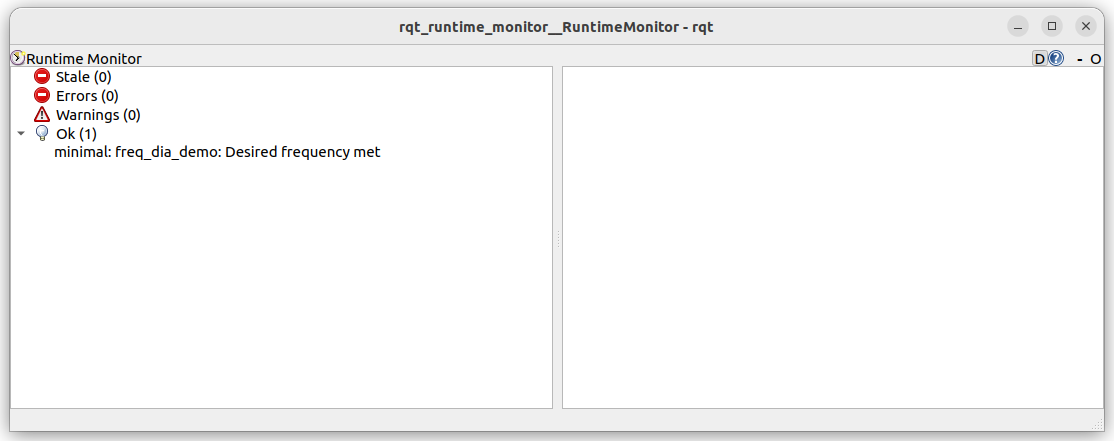 rqt_runtime_monitor__RuntimeMonitor - rqt
Runtime Monitor
D ? - O
Stale (0)
Errors (0)
Warnings (0)
Ok (1)
minimal: freq_dia_demo: Desired frequency met